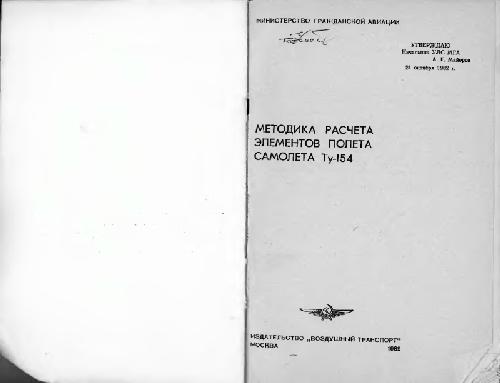 МИНИСТЕРСТВО ГРАЖДАНСКОЙ АВИАЦИИ
УТВЕРЖДАЮ
Начальник УЛС МГА
А. Г. Майоров
21 октября 1982 г.
МЕТОДИКА РАСЧЕТА
ЭЛЕМЕНТОВ ПОЛЕТА
САМОЛЕТА Ту-154
ИЗДАТЕЛЬСТВО „ВОЗДУШНЫЙ ТРАНСПОРТ"
МОСКВА 1982